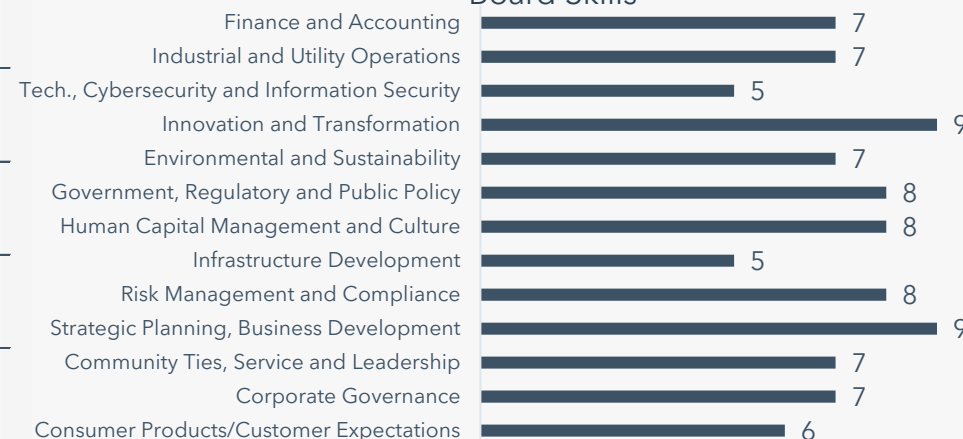 Board Skills
Finance and Accounting 7
Industrial and Utility Operations 7
Tech., Cybersecurity and Information Security 5
Innovation and Transformation 9
Environmental and Sustainability 7
Government, Regulatory and Public Policy 8
Human Capital Management and Culture 8
Infrastructure Development 5
Risk Management and Compliance 8
Strategic Planning, Business Development 9
Community Ties, Service and Leadership 7
Corporate Governance 7
Consumer Products/Customer Expectations 6